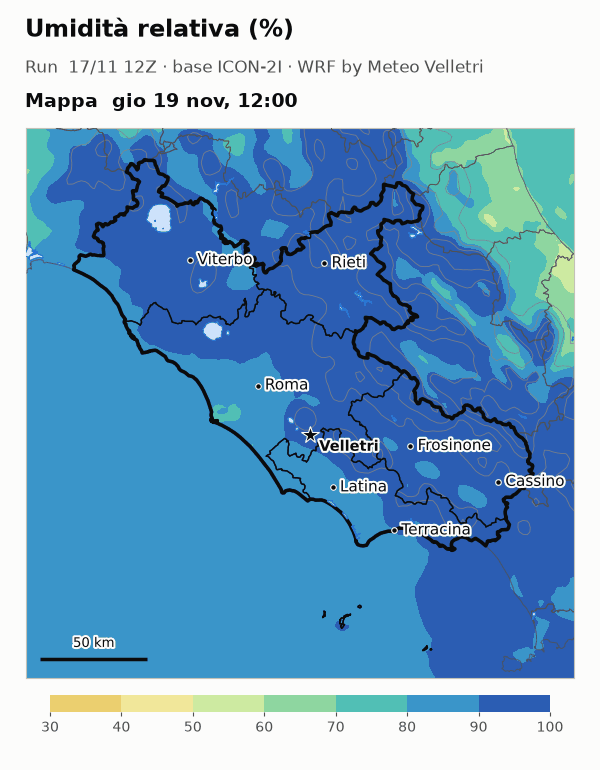 Umidità relativa (%)
Run  17/11 12Z · base ICON-2I · WRF by Meteo Velletri
Mappa  gio 19 nov, 12:00
Viterbo
Rieti
Roma
Velletri
Frosinone
Latina
Cassino
Terracina
50 km
30 40 50 60 70 80 90 100